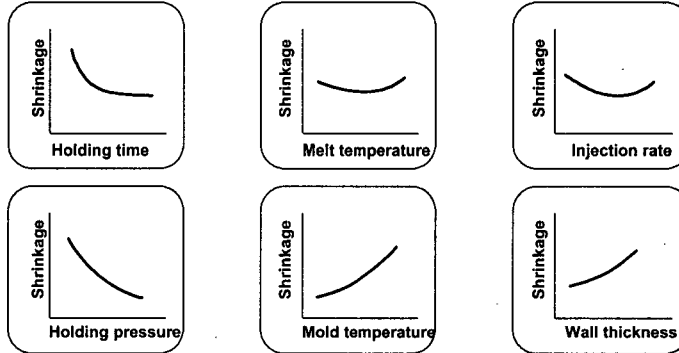 Shrinkage
Holding time
Shrinkage
Melt temperature
Shrinkage
Injection rate
Shrinkage
Holding pressure
Shrinkage
Mold temperature
Shrinkage
Wall thickness